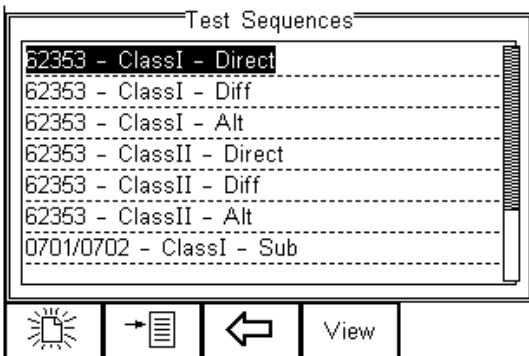 Test Sequences
62353 - ClassI - Direct
62353 - ClassI - Diff
62353 - ClassI - Alt
62353 - ClassII - Direct
62353 - ClassII - Diff
62353 - ClassII - Alt
0701/0702 - ClassI - Sub
View